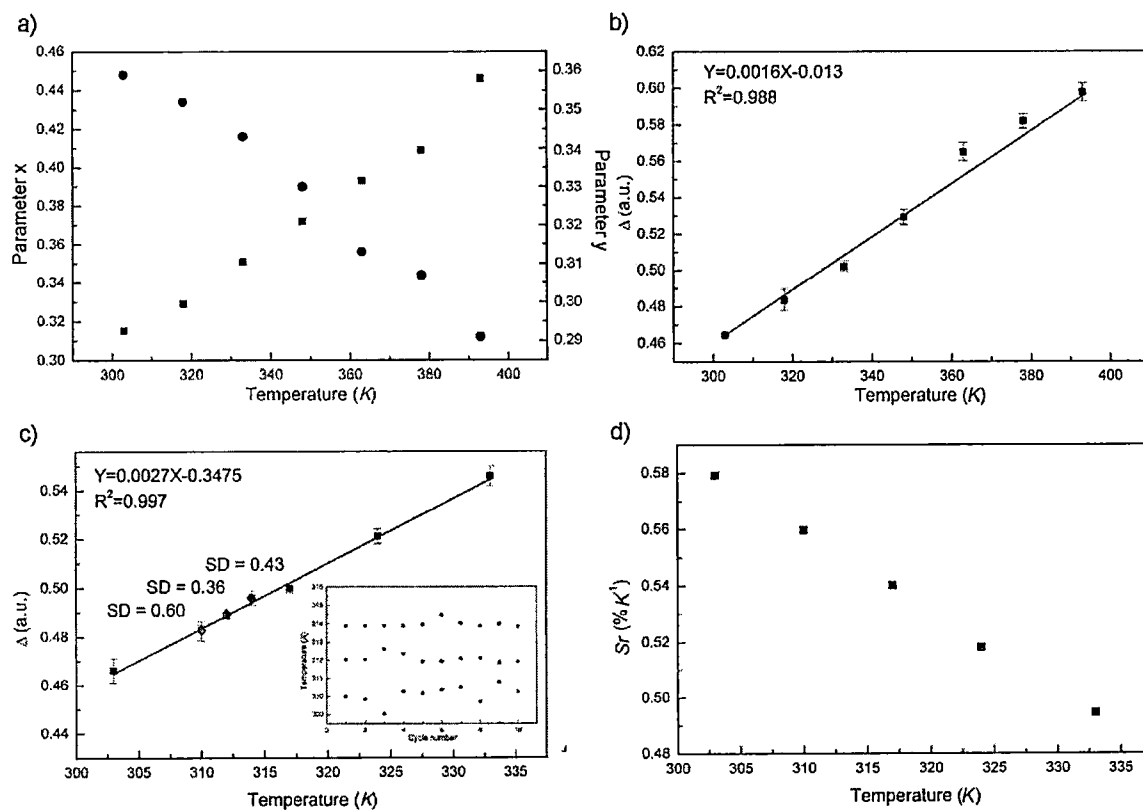 a)
0.46
0.44
0.42
0.40
0.38
0.36
0.34
0.32
0.30
Parameter x
0.36
0.35
0.34
0.33
0.32
0.31
0.30
0.29
Parameter y
300 320 340 360 380 400
Temperature (K)
b)
Y=0.0016X-0.013
R²=0.988
0.62
0.60
0.58
0.56
0.54
0.52
0.50
0.48
0.46
Δ (a.u.)
300 320 340 360 380 400
Temperature (K)
c)
Y=0.0027X-0.3475
R²=0.997
SD = 0.43
SD = 0.36
SD = 0.60
0.54
0.52
0.50
0.48
0.46
0.44
Δ (a.u.)
Temperature (K)
Cycle number
300 305 310 315 320 325 330 335
Temperature (K)
d)
0.58
0.56
0.54
0.52
0.50
0.48
Sr (% K⁻¹)
300 305 310 315 320 325 330 335
Temperature (K)